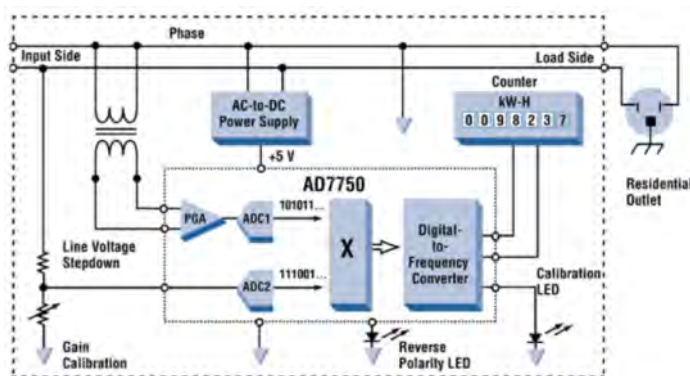 Phase
Input Side
Load Side
Counter
kW-H
0 0 9 8 2 3 7
AC-to-DC
Power Supply
+5 V
AD7750
Residential
Outlet
PGA
ADC1
101011...
X
Digital-
to-
Frequency
Converter
Line Voltage
Stepdown
ADC2
111001...
Calibration
LED
Gain
Calibration
Reverse
Polarity LED